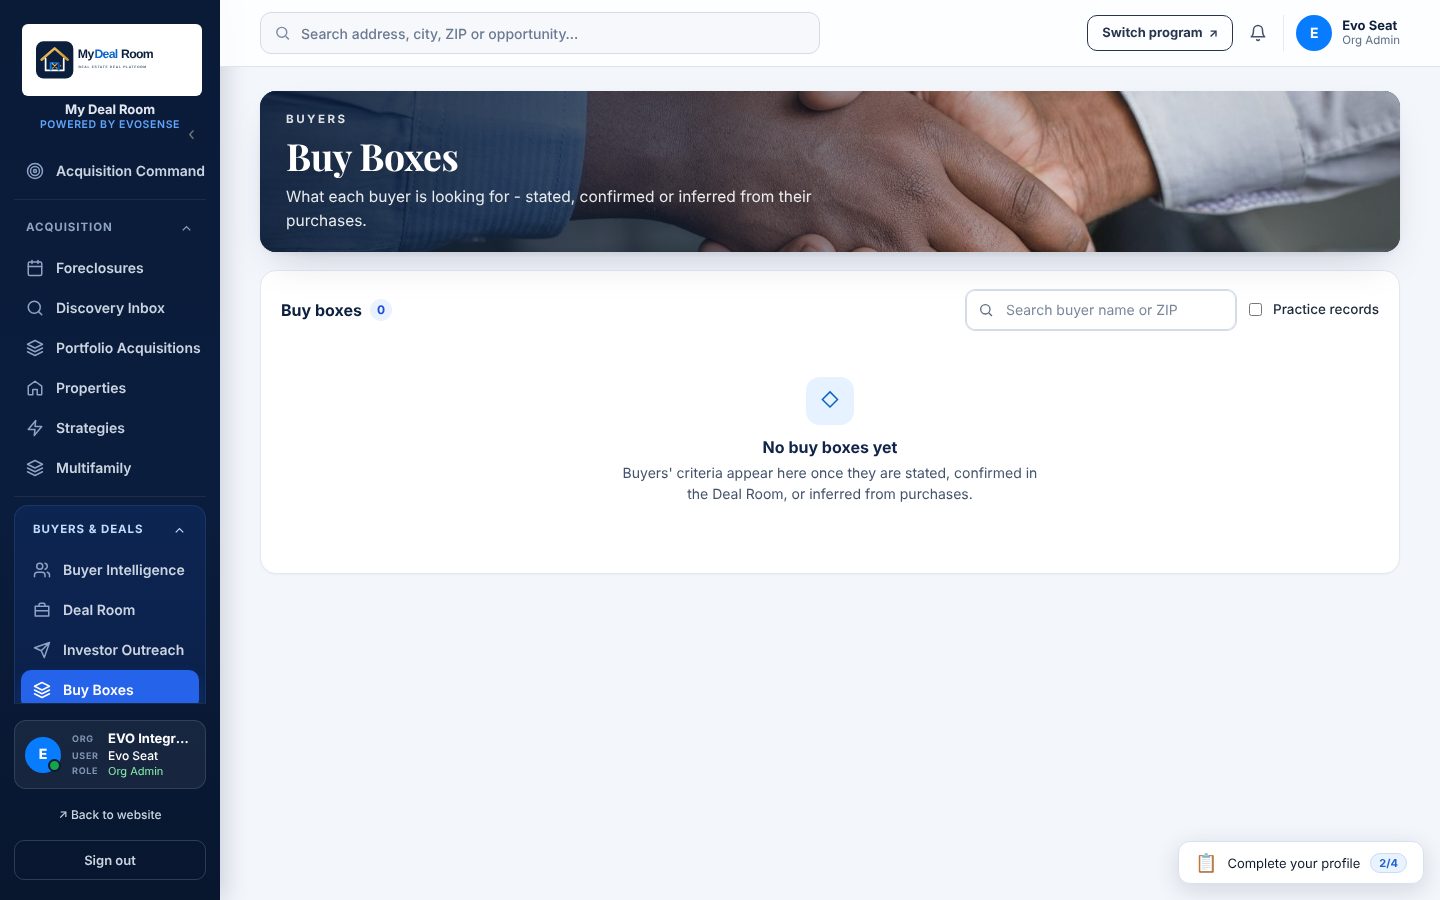 MyDeal Room
REAL ESTATE DEAL PLATFORM
My Deal Room
POWERED BY EVOSENSE
Acquisition Command
ACQUISITION
Foreclosures
Discovery Inbox
Portfolio Acquisitions
Properties
Strategies
Multifamily
BUYERS & DEALS
Buyer Intelligence
Deal Room
Investor Outreach
Buy Boxes
E
ORG EVO Integr...
USER Evo Seat
ROLE Org Admin
↗ Back to website
Sign out
Search address, city, ZIP or opportunity...
Switch program ↗
E
Evo Seat
Org Admin
BUYERS
Buy Boxes
What each buyer is looking for - stated, confirmed or inferred from their
purchases.
Buy boxes 0
Search buyer name or ZIP
Practice records
No buy boxes yet
Buyers' criteria appear here once they are stated, confirmed in
the Deal Room, or inferred from purchases.
Complete your profile 2/4